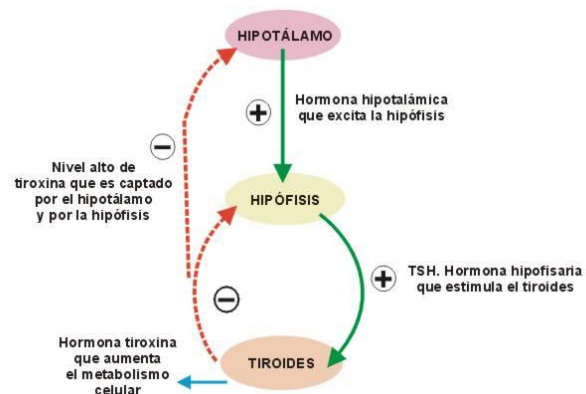 HIPOTÁLAMO
+
Hormona hipotalámica
que excita la hipófisis
−
Nivel alto de
tiroxina que es captado
por el hipotálamo
y por la hipófisis
HIPÓFISIS
+
TSH. Hormona hipofisaria
que estimula el tiroides
−
Hormona tiroxina
que aumenta
el metabolismo
celular
TIROIDES